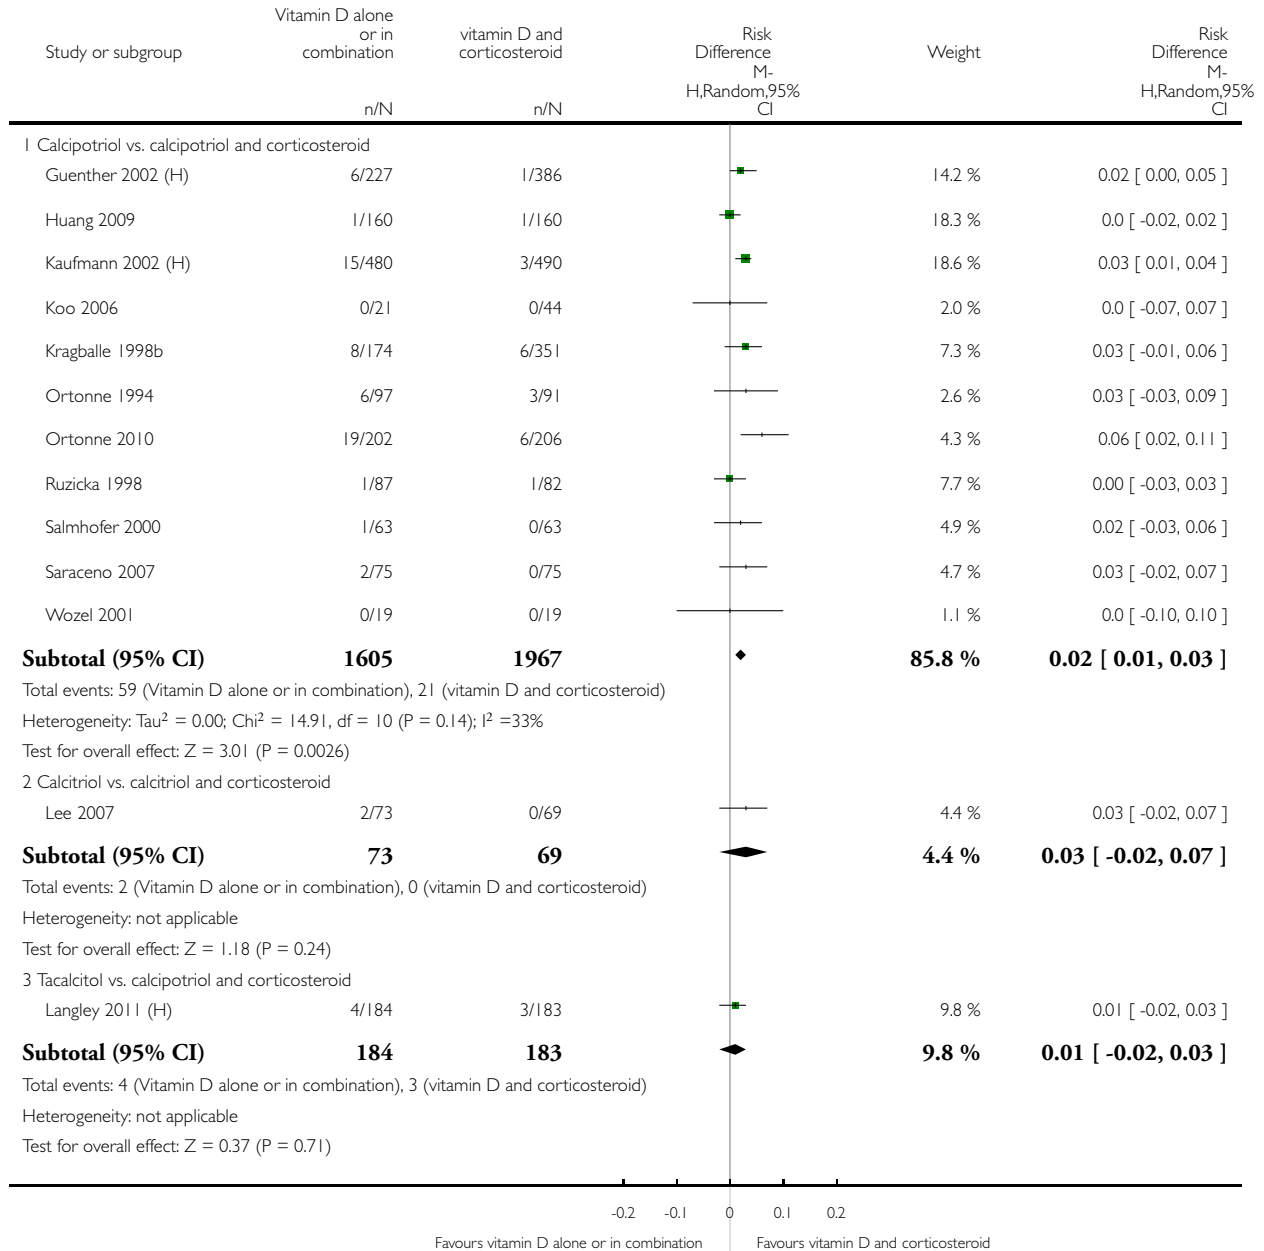 Study or subgroup
Vitamin D alone
or in
combination
vitamin D and
corticosteroid
Risk
Difference
Weight
Risk
Difference
n/N
n/N
M-
H,Random,95%
CI
M-
H,Random,95%
CI
1 Calcipotriol vs. calcipotriol and corticosteroid
Guenther 2002 (H) 6/227 1/386 14.2 % 0.02 [ 0.00, 0.05 ]
Huang 2009 1/160 1/160 18.3 % 0.0 [ -0.02, 0.02 ]
Kaufmann 2002 (H) 15/480 3/490 18.6 % 0.03 [ 0.01, 0.04 ]
Koo 2006 0/21 0/44 2.0 % 0.0 [ -0.07, 0.07 ]
Kragballe 1998b 8/174 6/351 7.3 % 0.03 [ -0.01, 0.06 ]
Ortonne 1994 6/97 3/91 2.6 % 0.03 [ -0.03, 0.09 ]
Ortonne 2010 19/202 6/206 4.3 % 0.06 [ 0.02, 0.11 ]
Ruzicka 1998 1/87 1/82 7.7 % 0.00 [ -0.03, 0.03 ]
Salmhofer 2000 1/63 0/63 4.9 % 0.02 [ -0.03, 0.06 ]
Saraceno 2007 2/75 0/75 4.7 % 0.03 [ -0.02, 0.07 ]
Wozel 2001 0/19 0/19 1.1 % 0.0 [ -0.10, 0.10 ]
Subtotal (95% CI) 1605 1967 85.8 % 0.02 [ 0.01, 0.03 ]
Total events: 59 (Vitamin D alone or in combination), 21 (vitamin D and corticosteroid)
Heterogeneity: Tau² = 0.00; Chi² = 14.91, df = 10 (P = 0.14); I² =33%
Test for overall effect: Z = 3.01 (P = 0.0026)
2 Calcitriol vs. calcitriol and corticosteroid
Lee 2007 2/73 0/69 4.4 % 0.03 [ -0.02, 0.07 ]
Subtotal (95% CI) 73 69 4.4 % 0.03 [ -0.02, 0.07 ]
Total events: 2 (Vitamin D alone or in combination), 0 (vitamin D and corticosteroid)
Heterogeneity: not applicable
Test for overall effect: Z = 1.18 (P = 0.24)
3 Tacalcitol vs. calcipotriol and corticosteroid
Langley 2011 (H) 4/184 3/183 9.8 % 0.01 [ -0.02, 0.03 ]
Subtotal (95% CI) 184 183 9.8 % 0.01 [ -0.02, 0.03 ]
Total events: 4 (Vitamin D alone or in combination), 3 (vitamin D and corticosteroid)
Heterogeneity: not applicable
Test for overall effect: Z = 0.37 (P = 0.71)
-0.2 -0.1 0 0.1 0.2
Favours vitamin D alone or in combination Favours vitamin D and corticosteroid